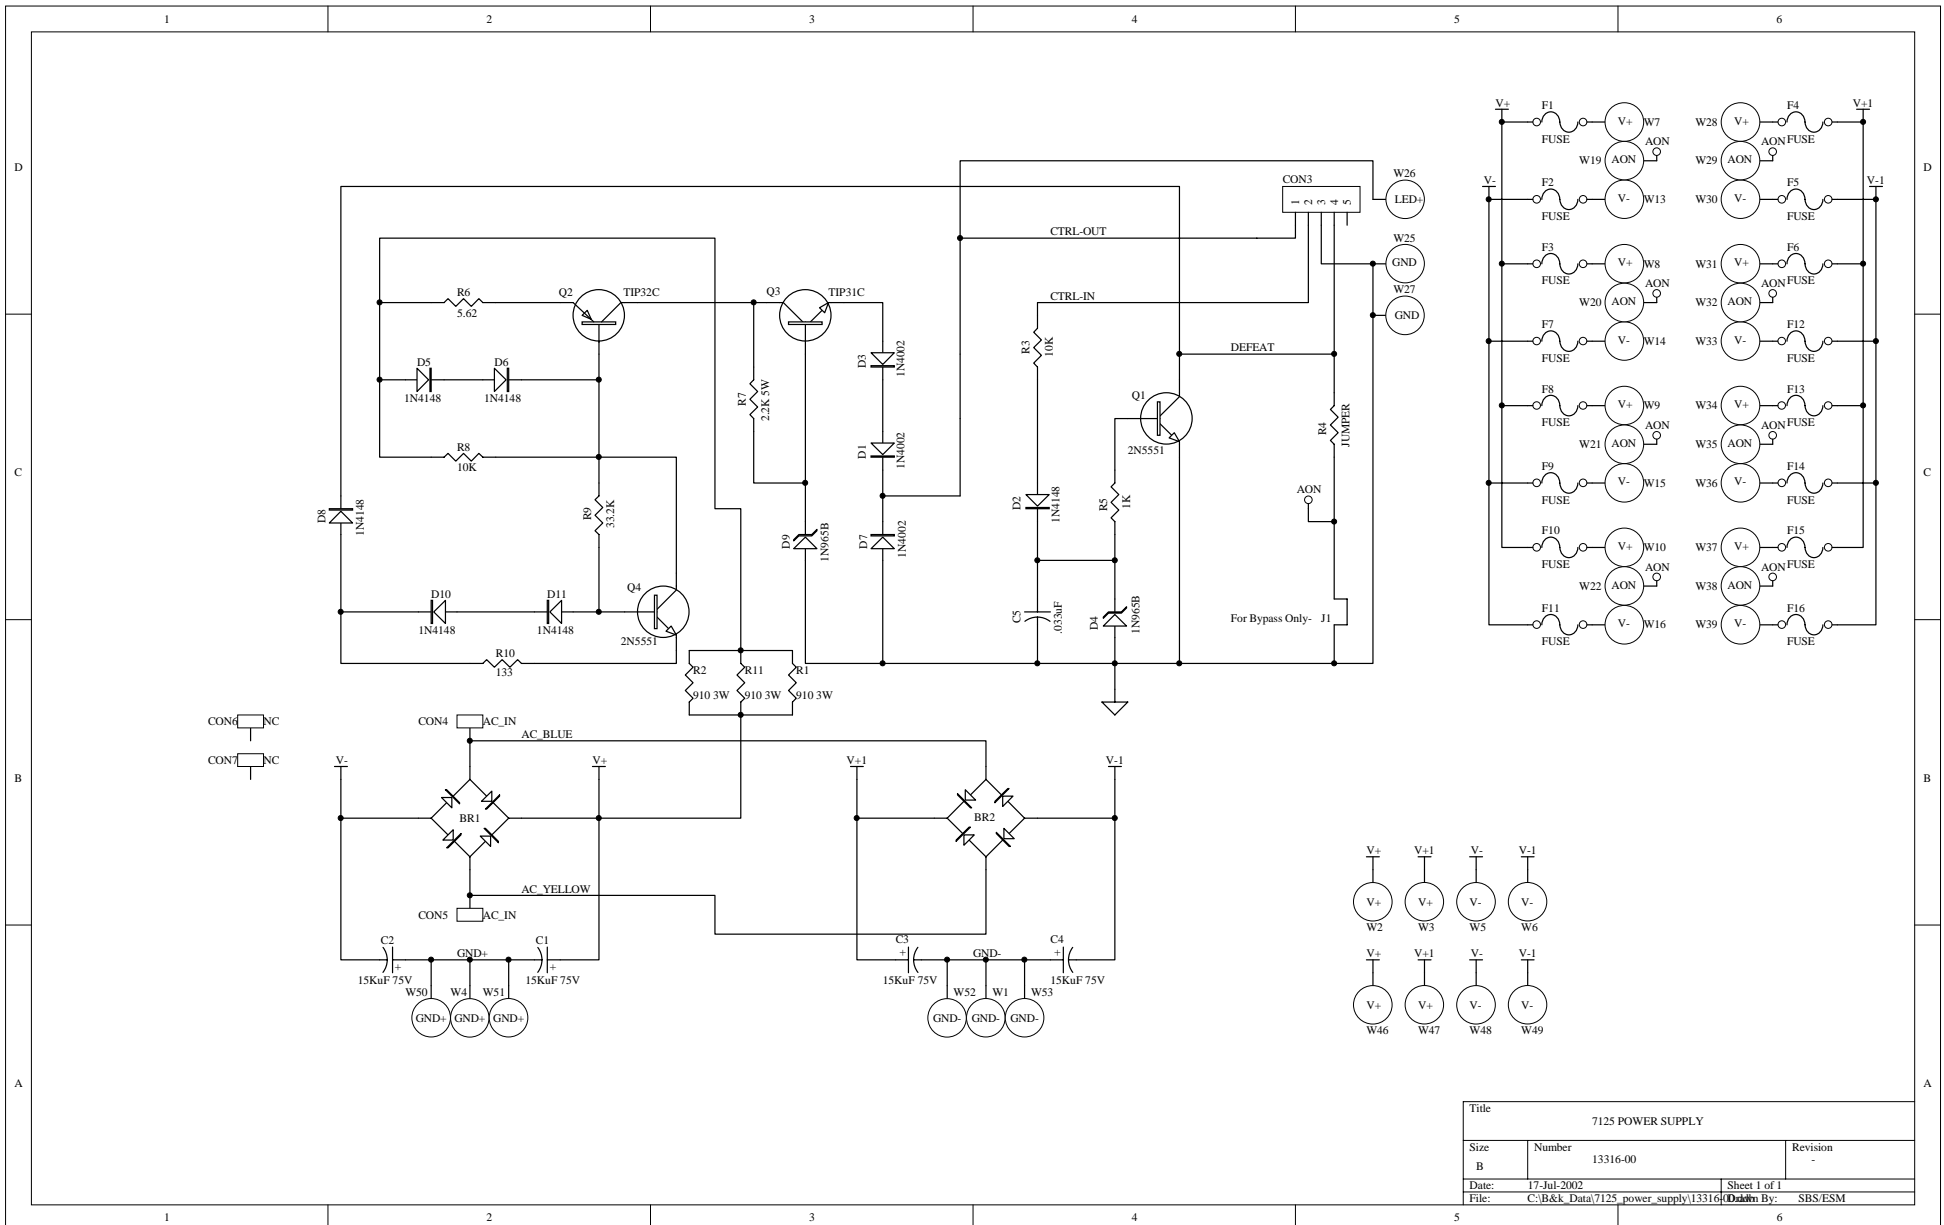 1 2 3 4 5 6
D D
C C
B B
A A
CON3
1 2 3 4 5
W26
LED+
W25
GND
W27
GND
CTRL-OUT
CTRL-IN
DEFEAT
R6
5.62
Q2
TIP32C
Q3
TIP31C
D5
1N4148
D6
1N4148
R7
2.2K 5W
D3
1N4002
R3
10K
Q1
2N5551
R4
JUMPER
R8
10K
D1
1N4002
AON
D8
1N4148
R9
33.2K
D9
1N965B
D7
1N4002
D2
1N4148
R5
1K
D10
1N4148
D11
1N4148
Q4
2N5551
C5
.033uF
D4
1N965B
For Bypass Only- J1
R10
133
R2
910 3W
R11
910 3W
R1
910 3W
CON6 NC
CON7 NC
CON4 AC_IN
AC_BLUE
V-
V+
BR1
AC_YELLOW
CON5 AC_IN
V+1
V-1
BR2
C2
+
15KuF 75V
GND+
C1
+
15KuF 75V
W50 W4 W51
GND+ GND+ GND+
C3
+
15KuF 75V
GND-
C4
+
15KuF 75V
W52 W1 W53
GND- GND- GND-
V+ F1 FUSE V+ W7
W19 AON AON
V- F2 FUSE V- W13
F3 FUSE V+ W8
W20 AON AON
F7 FUSE V- W14
F8 FUSE V+ W9
W21 AON AON
F9 FUSE V- W15
F10 FUSE V+ W10
W22 AON AON
F11 FUSE V- W16
W28 V+ F4 FUSE V+1
W29 AON AON
W30 V- F5 FUSE V-1
W31 V+ F6 FUSE
W32 AON AON
W33 V- F12 FUSE
W34 V+ F13 FUSE
W35 AON AON
W36 V- F14 FUSE
W37 V+ F15 FUSE
W38 AON AON
W39 V- F16 FUSE
V+ V+1 V- V-1
V+ V+ V- V-
W2 W3 W5 W6
V+ V+1 V- V-1
V+ V+ V- V-
W46 W47 W48 W49
Title
7125 POWER SUPPLY
Size Number Revision
B 13316-00 -
Date: 17-Jul-2002 Sheet 1 of 1
File: C:\B&k_Data\7125_power_supply\13316- By: SBS/ESM
1 2 3 4 5 6